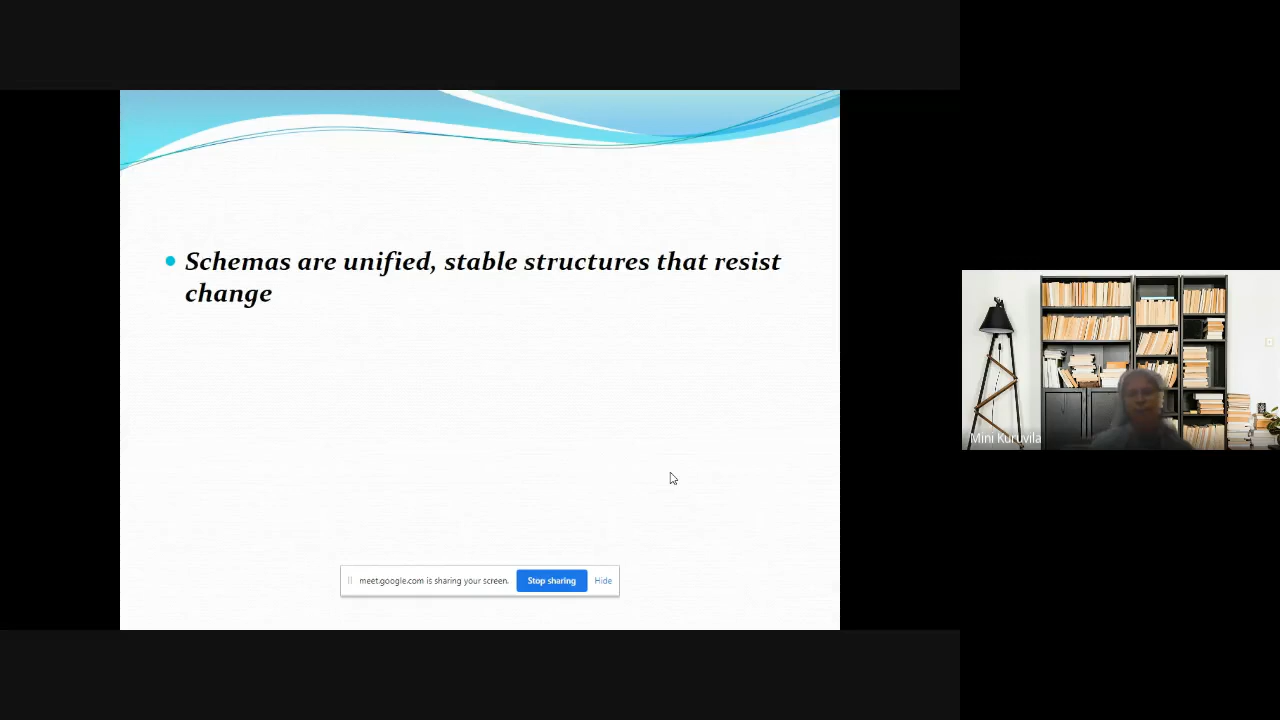 Schemas are unified, stable structures that resist
change
meet.google.com is sharing your screen.
Stop sharing
Hide
Mini Kuruvila